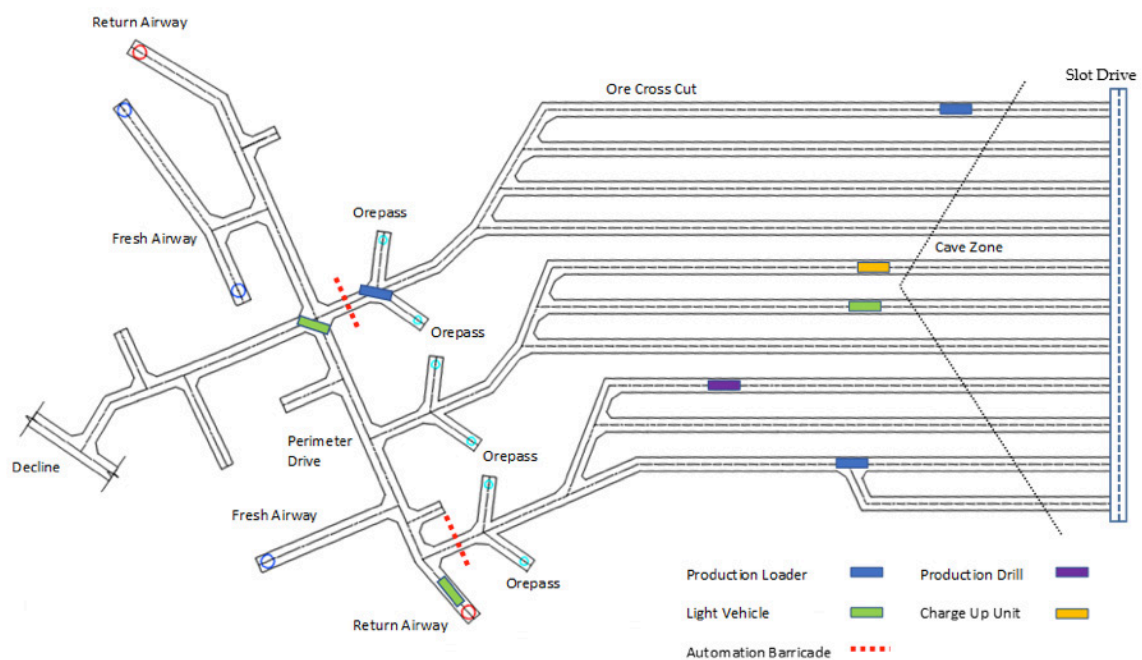 Return Airway
Slot Drive
Ore Cross Cut
Orepass
Fresh Airway
Cave Zone
Orepass
Perimeter
Drive
Orepass
Decline
Fresh Airway
Orepass
Return Airway
Production Loader
Production Drill
Light Vehicle
Charge Up Unit
Automation Barricade